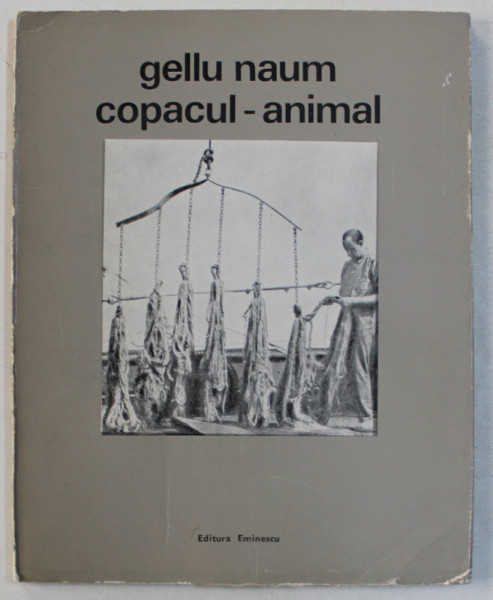 gellu naum
copacul - animal
Editura Eminescu